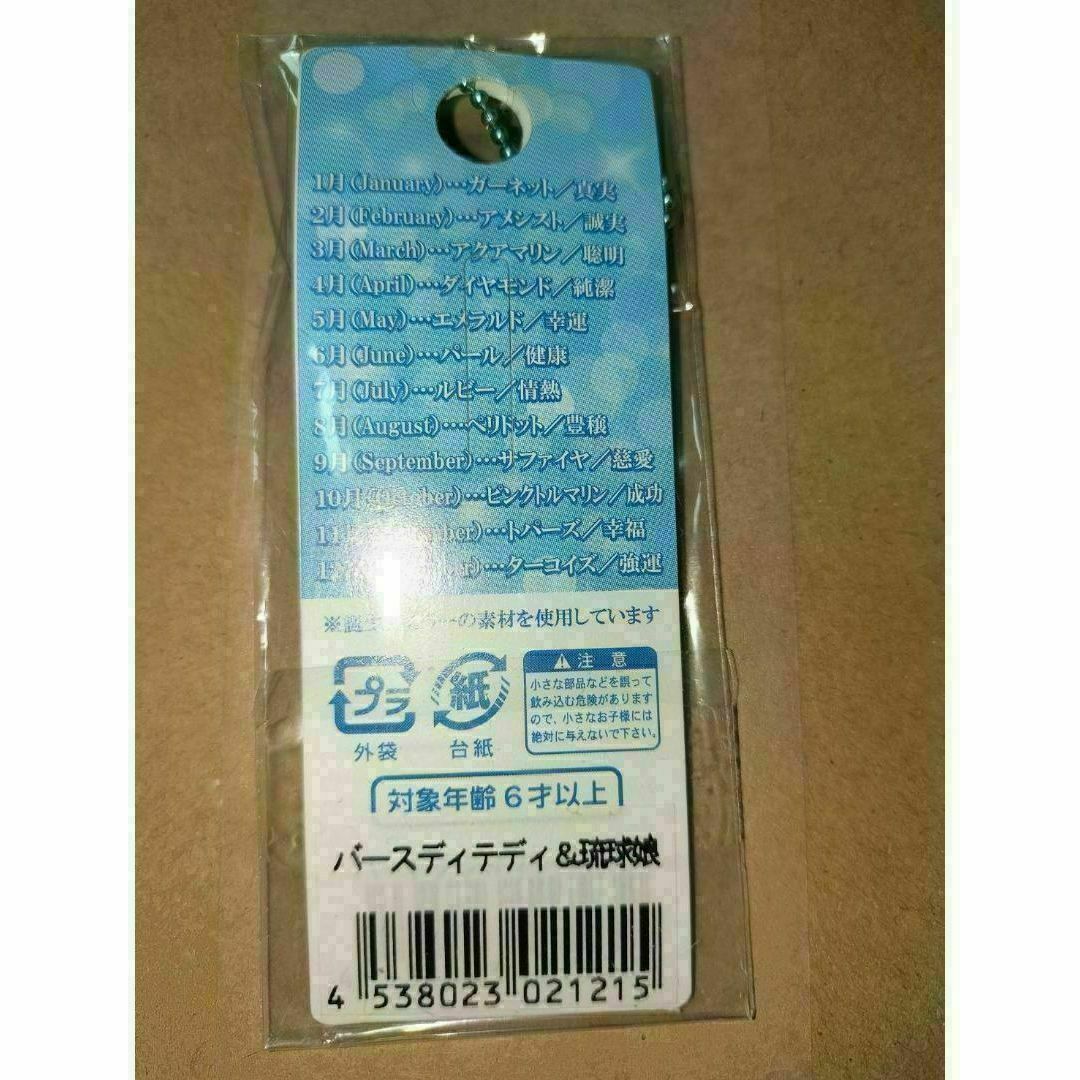 1月(January)…ガーネット／真実
2月(February)…アメシスト／誠実
3月(March)…アクアマリン／聡明
4月(April)…ダイヤモンド／純潔
5月(May)…エメラルド／幸運
6月(June)…パール／健康
7月(July)…ルビー／情熱
8月(August)…ペリドット／豊穣
9月(September)…サファイヤ／慈愛
10月…ピンクトルマリン／成功
…トパーズ／幸福
…ターコイズ／強運
の素材を使用しています
プラ
外袋
紙
台紙
注意
小さな部品などを誤って
飲み込む危険があります
ので、小さなお子様には
絶対に与えないで下さい。
対象年齢6才以上
バースディテディ&琉球娘
4 538023 021215